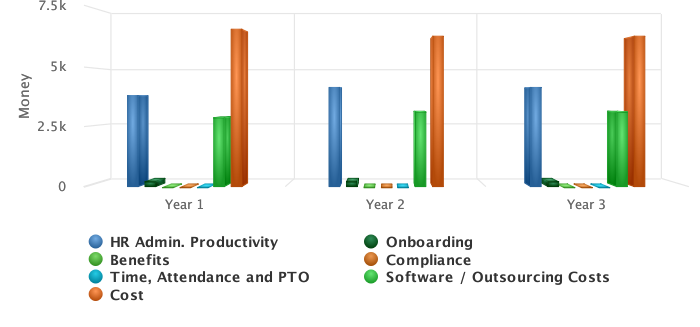 7.5k
5k
Money
2.5k
0
Year 1 Year 2 Year 3
HR Admin. Productivity Onboarding
Benefits Compliance
Time, Attendance and PTO Software / Outsourcing Costs
Cost